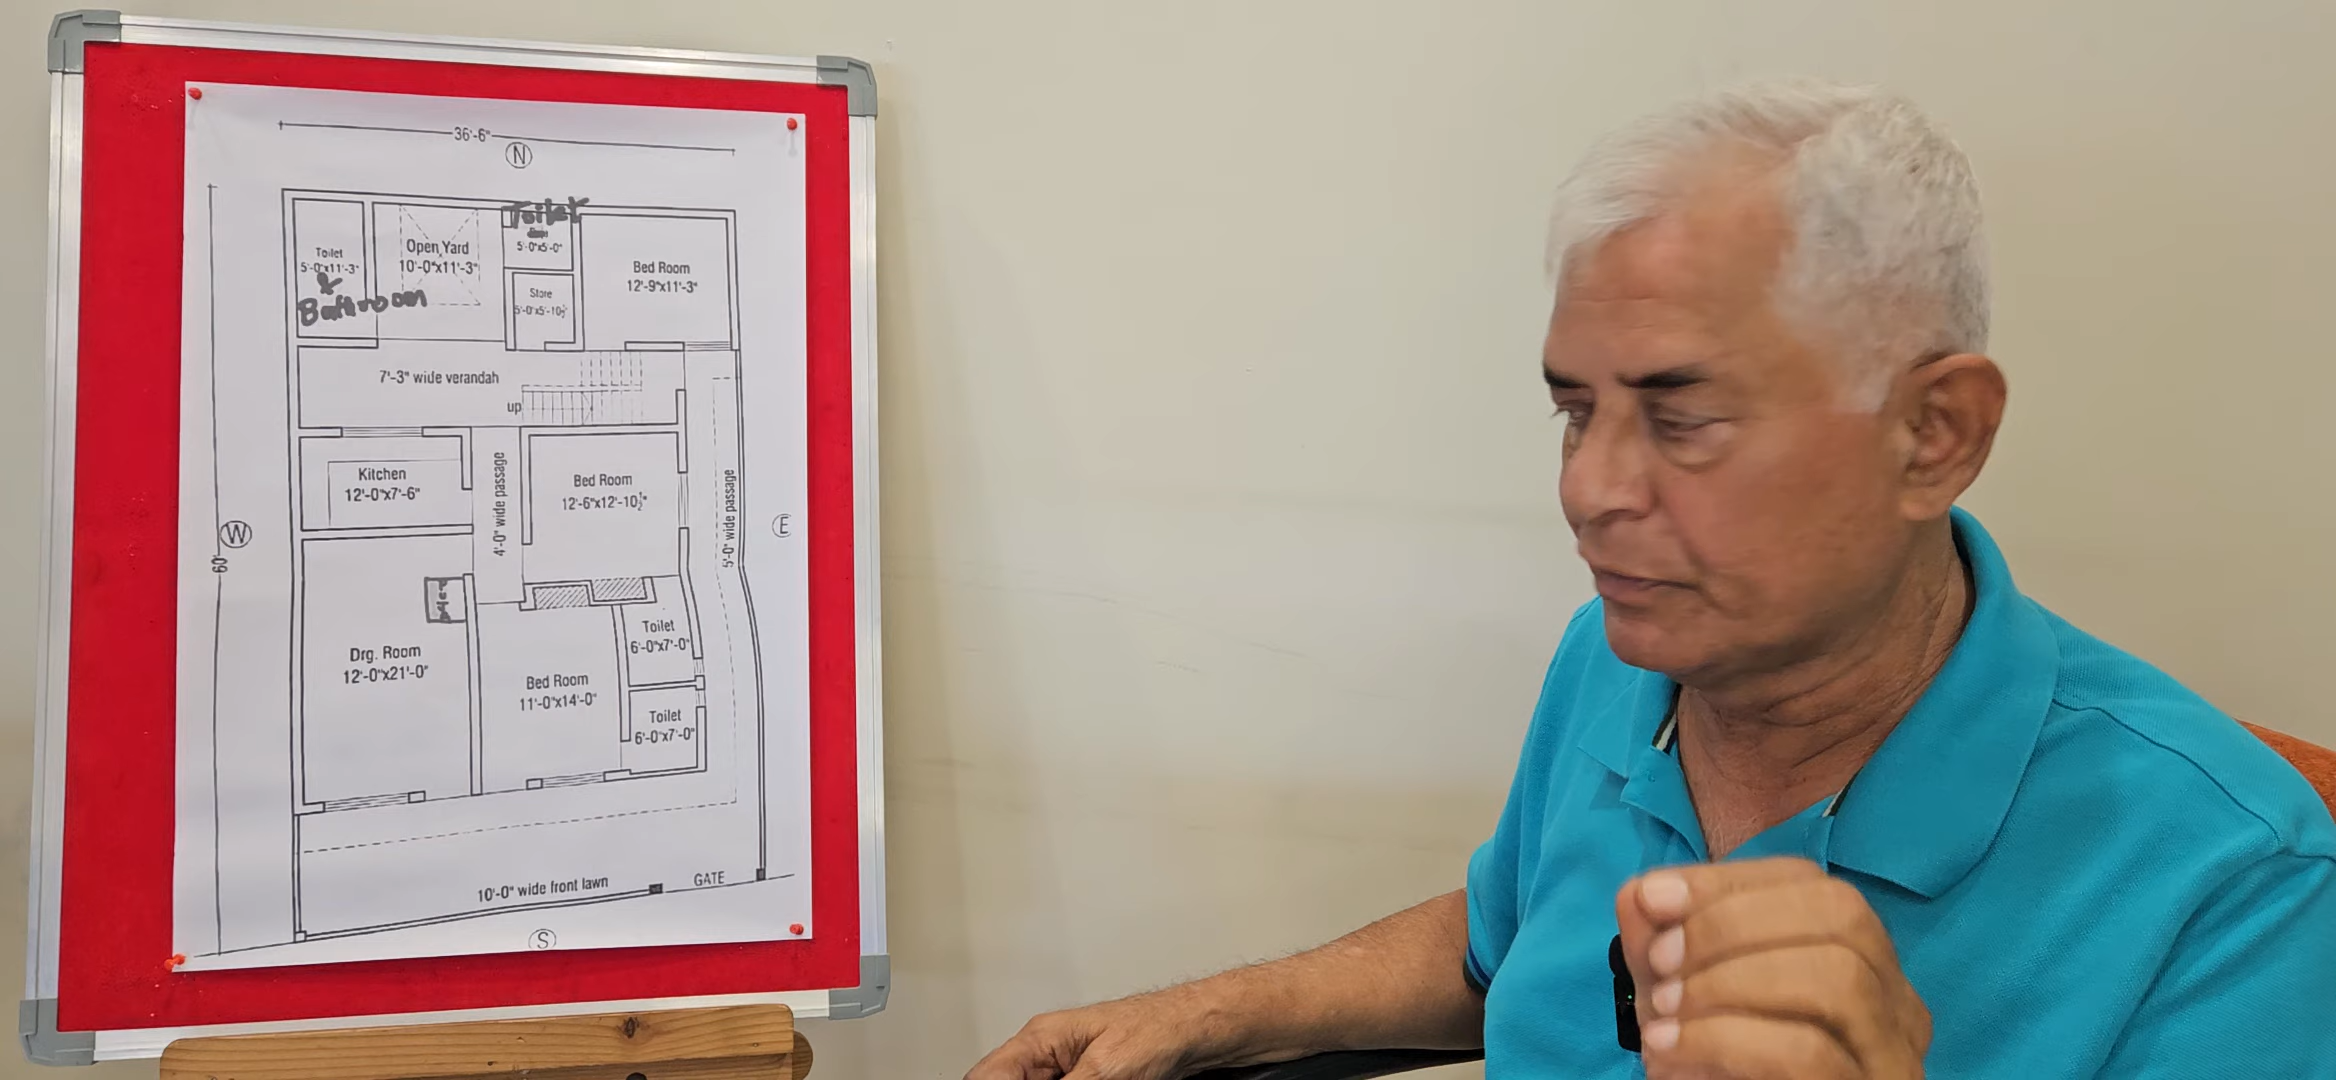 36'-6"
N
Toilet
5'-0"x11'-3"
&
Bathroom
Open Yard
10'-0"x11'-3"
Toilet
5'-0"x5'-0"
Store
5'-0"x5'-10½"
Bed Room
12'-9"x11'-3"
7'-3" wide verandah
up
Kitchen
12'-0"x7'-6"
4'-0" wide passage
Bed Room
12'-6"x12'-10½"
5'-0" wide passage
W
E
60'
Drg. Room
12'-0"x21'-0"
Bed Room
11'-0"x14'-0"
Toilet
6'-0"x7'-0"
Toilet
6'-0"x7'-0"
10'-0" wide front lawn
GATE
S